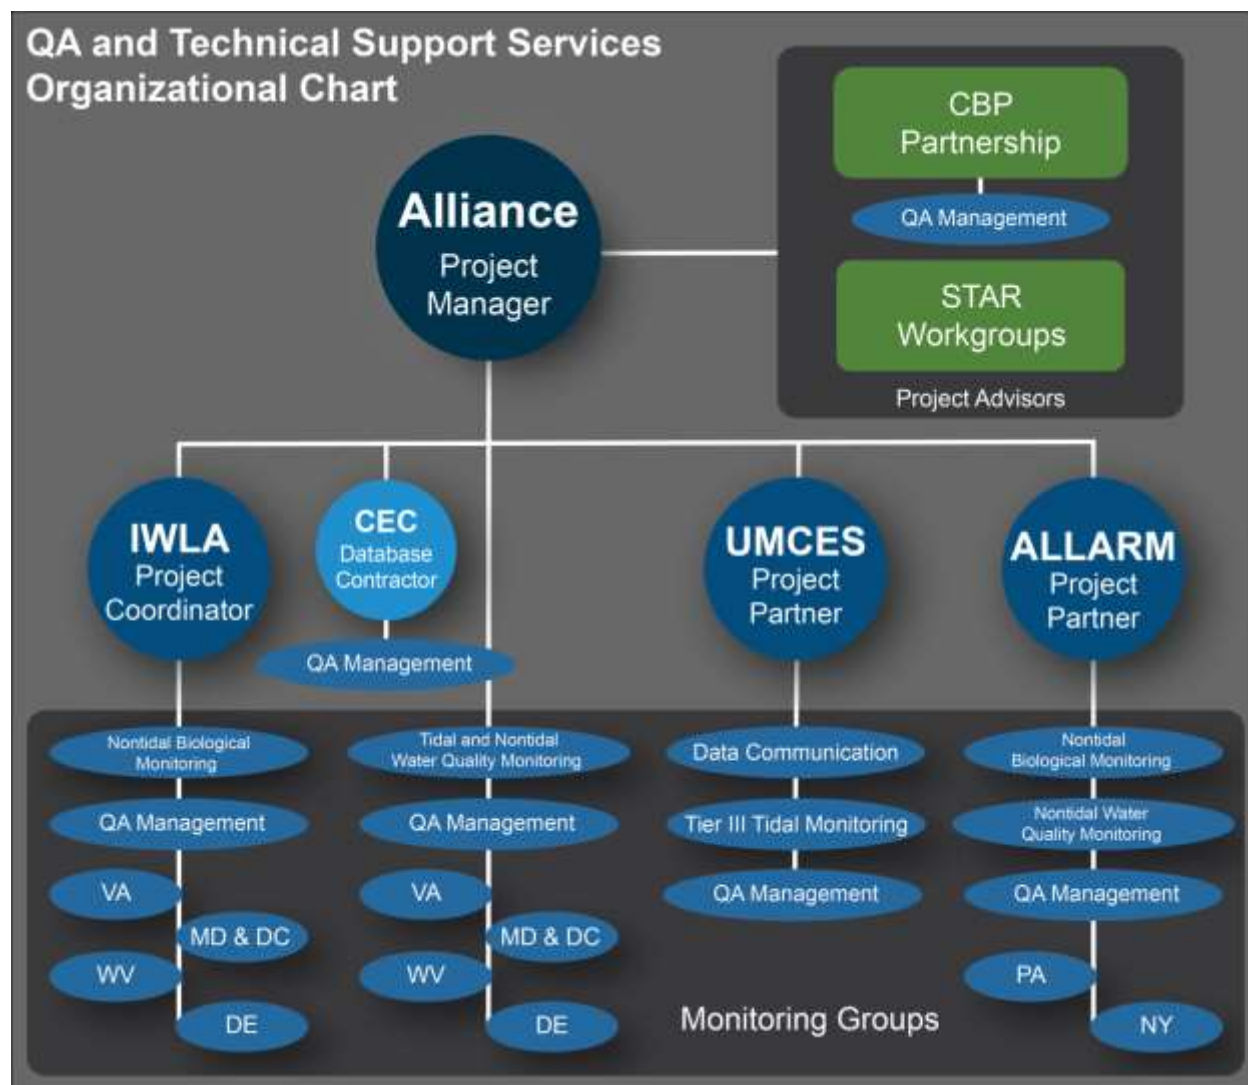 QA and Technical Support Services
Organizational Chart
CBP
Partnership
QA Management
STAR
Workgroups
Project Advisors
Alliance
Project
Manager
IWLA
Project
Coordinator
CEC
Database
Contractor
QA Management
UMCES
Project
Partner
ALLARM
Project
Partner
Nontidal Biological
Monitoring
QA Management
VA
MD & DC
WV
DE
Tidal and Nontidal
Water Quality Monitoring
QA Management
VA
MD & DC
WV
DE
Data Communication
Tier III Tidal Monitoring
QA Management
Nontidal
Biological Monitoring
Nontidal Water
Quality Monitoring
QA Management
PA
NY
Monitoring Groups